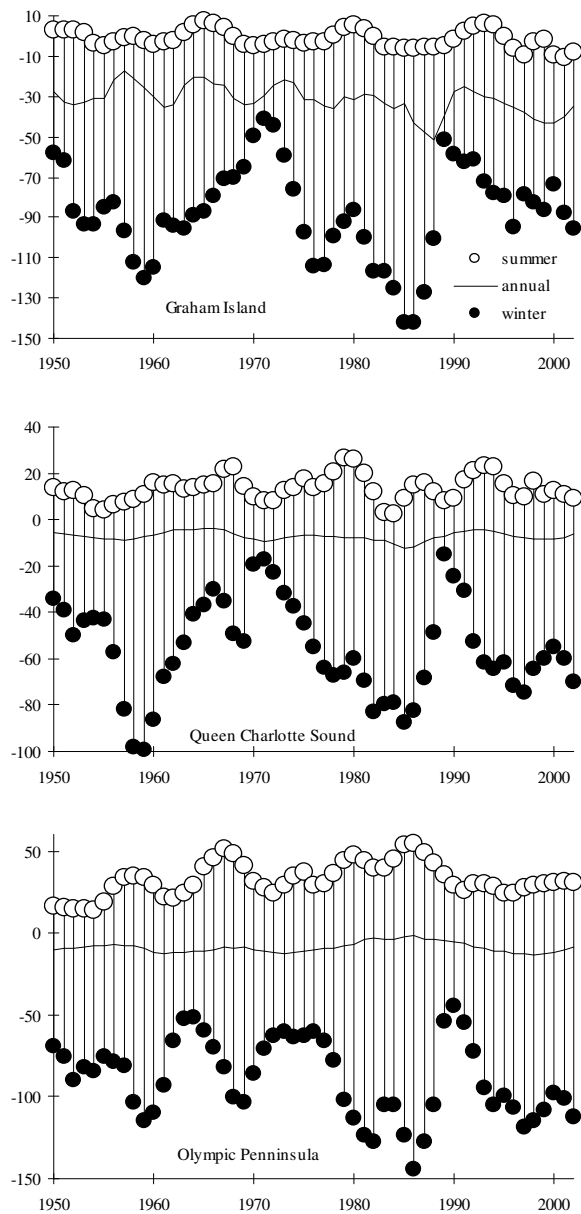 10
-10
-30
-50
-70
-90
-110
-130
-150
summer
annual
winter
Graham Island
1950 1960 1970 1980 1990 2000
40
20
0
-20
-40
-60
-80
-100
Queen Charlotte Sound
1950 1960 1970 1980 1990 2000
50
0
-50
-100
-150
Olympic Penninsula
1950 1960 1970 1980 1990 2000